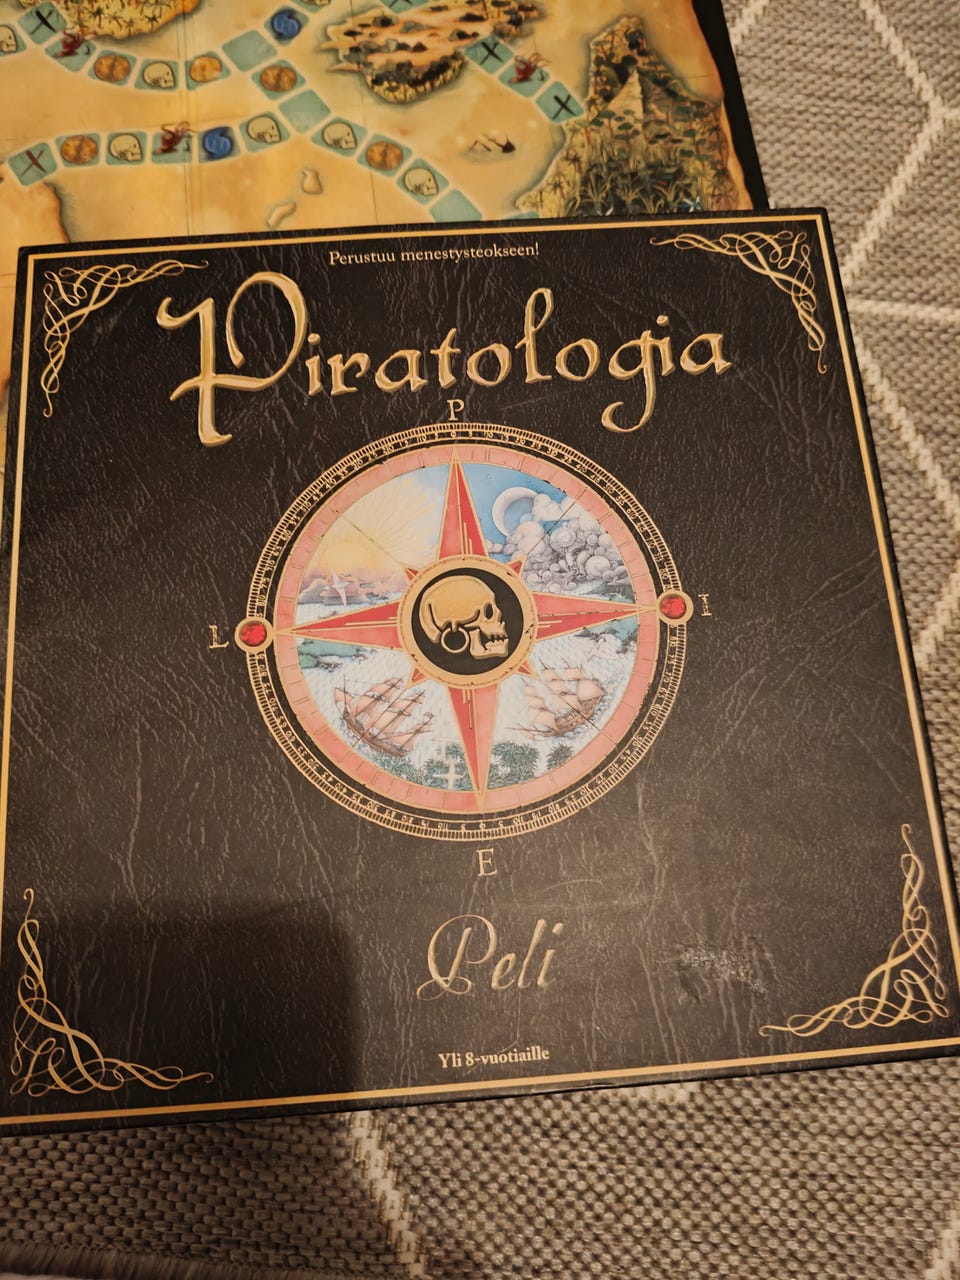 Perustuu menestysteokseen!
Piratologia
P
L I
E
Peli
Yli 8-vuotiaille